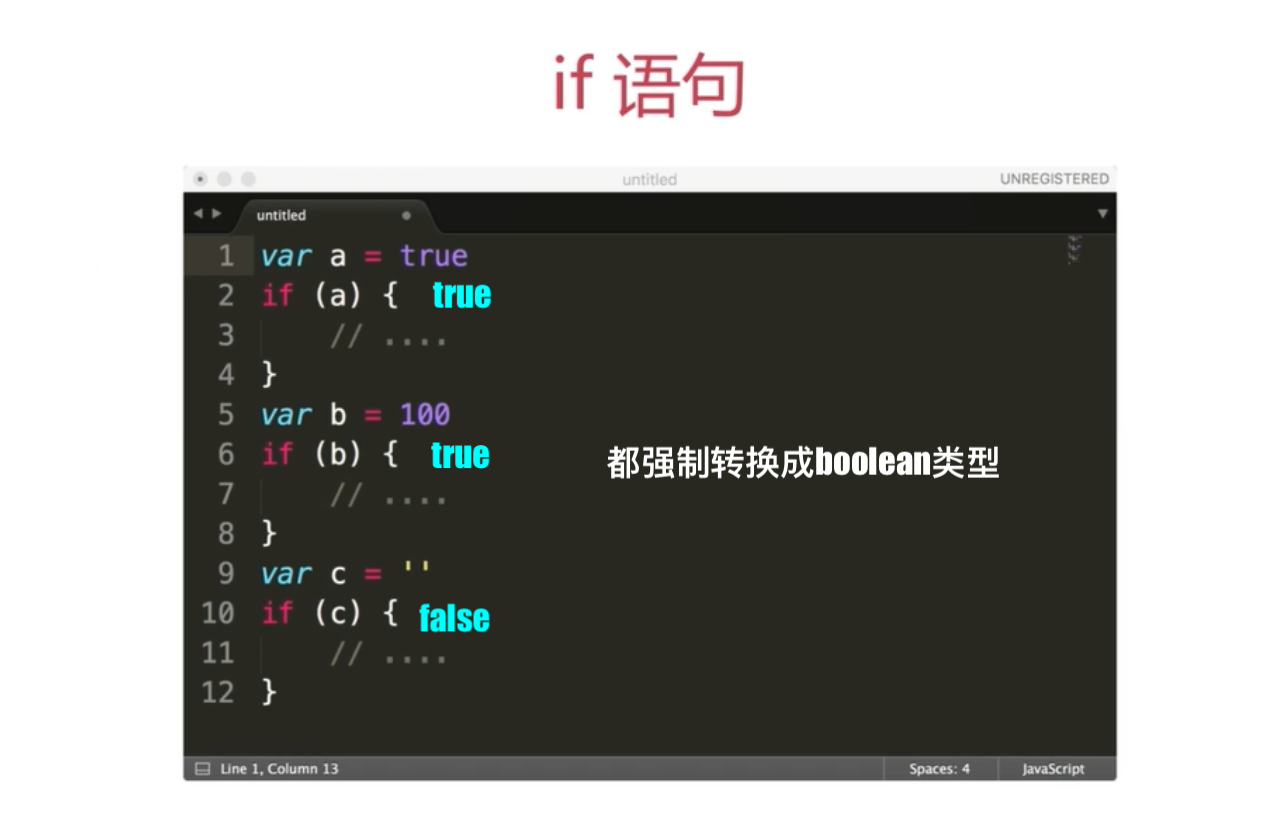 if 语句
untitled
UNREGISTERED
untitled
1 var a = true
2 if (a) { true
3 // ....
4 }
5 var b = 100
6 if (b) { true
都强制转换成boolean类型
7 // ....
8 }
9 var c = ''
10 if (c) { false
11 // ....
12 }
Line 1, Column 13
Spaces: 4
JavaScript